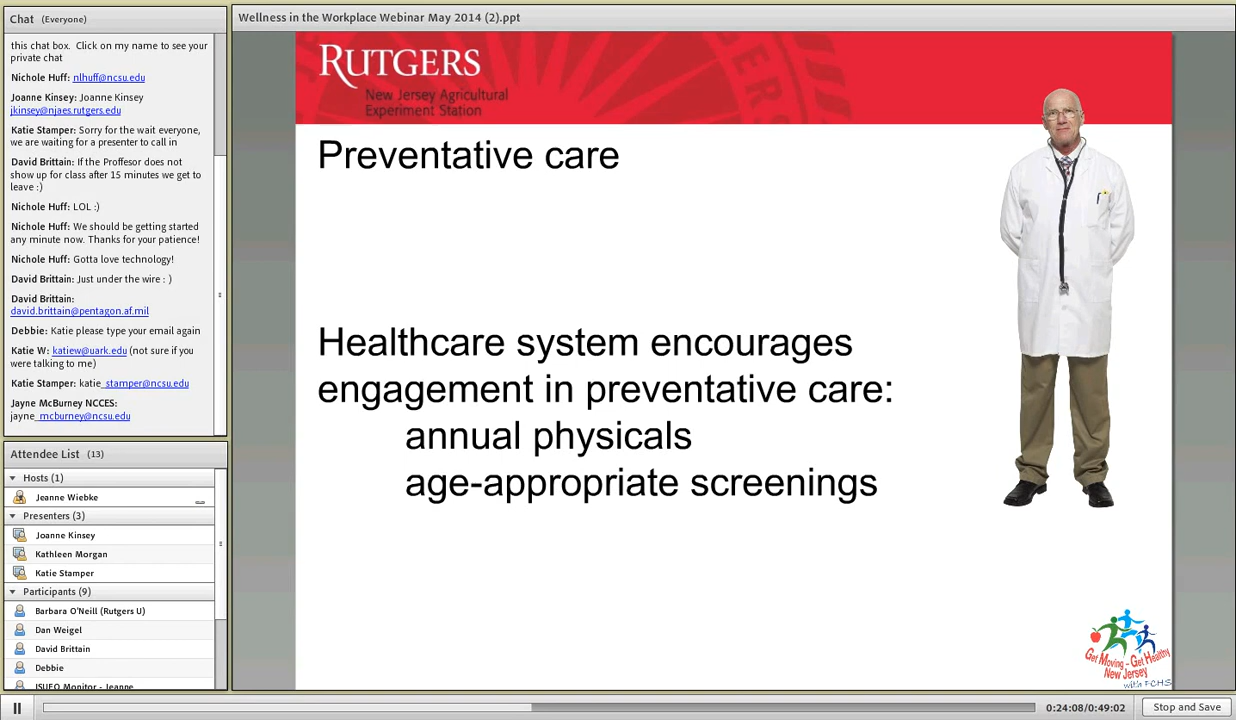 Chat (Everyone)
this chat box. Click on my name to see your
private chat
Nichole Huff: nlhuff@ncsu.edu
Joanne Kinsey: Joanne Kinsey
jkinsey@njaes.rutgers.edu
Katie Stamper: Sorry for the wait everyone,
we are waiting for a presenter to call in
David Brittain: If the Proffesor does not
show up for class after 15 minutes we get to
leave :)
Nichole Huff: LOL :)
Nichole Huff: We should be getting started
any minute now. Thanks for your patience!
Nichole Huff: Gotta love technology!
David Brittain: Just under the wire : )
David Brittain:
david.brittain@pentagon.af.mil
Debbie: Katie please type your email again
Katie W: katiew@uark.edu (not sure if you
were talking to me)
Katie Stamper: katie_stamper@ncsu.edu
Jayne McBurney NCCES:
jayne_mcburney@ncsu.edu
Attendee List (13)
Hosts (1)
Jeanne Wiebke
Presenters (3)
Joanne Kinsey
Kathleen Morgan
Katie Stamper
Participants (9)
Barbara O'Neill (Rutgers U)
Dan Weigel
David Brittain
Debbie
ISUEO Monitor - Jeanne
Wellness in the Workplace Webinar May 2014 (2).ppt
RUTGERS
New Jersey Agricultural
Experiment Station
Preventative care
Healthcare system encourages
engagement in preventative care:
annual physicals
age-appropriate screenings
Get Moving - Get Healthy
New Jersey
with FCHS
0:24:08/0:49:02
Stop and Save